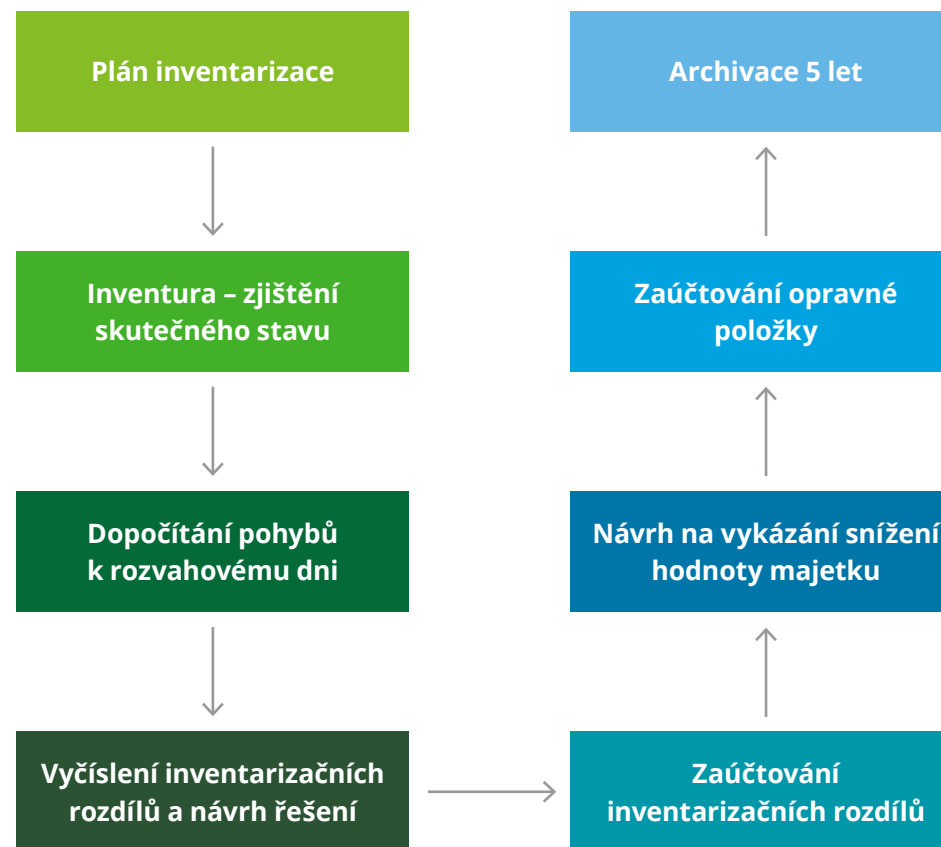 Plán inventarizace
Inventura – zjištění
skutečného stavu
Dopočítání pohybů
k rozvahovému dni
Vyčíslení inventarizačních
rozdílů a návrh řešení
Zaúčtování
inventarizačních rozdílů
Návrh na vykázání snížení
hodnoty majetku
Zaúčtování opravné
položky
Archivace 5 let